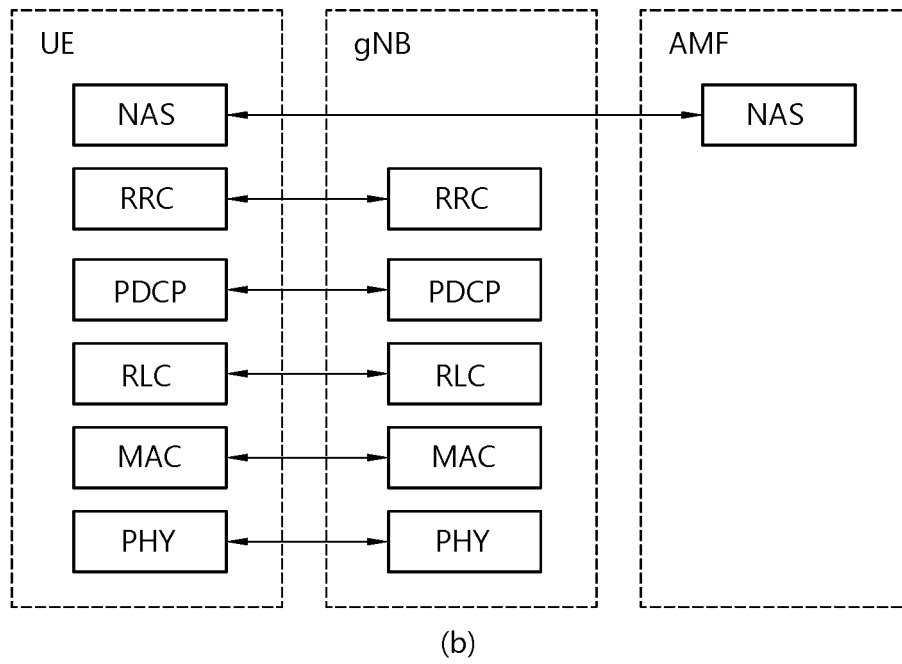 UE gNB AMF
NAS NAS
RRC RRC
PDCP PDCP
RLC RLC
MAC MAC
PHY PHY
(b)